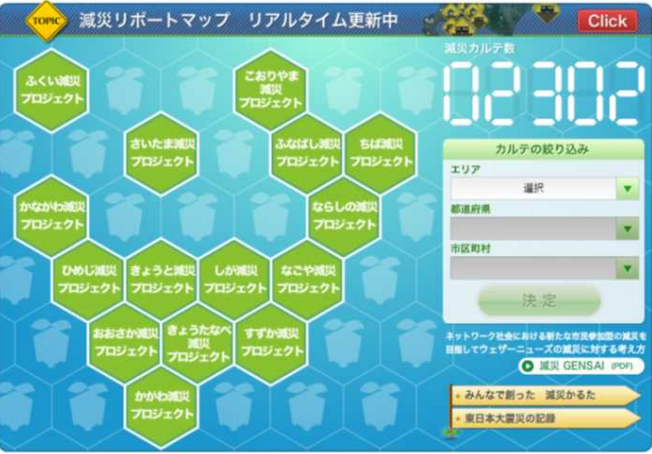 TOPIC 減災リポートマップ リアルタイム更新中 Click
減災カルテ数
02302
ふくい減災
プロジェクト
こおりやま
減災
プロジェクト
さいたま減災
プロジェクト
ふなばし減災
プロジェクト
ちば減災
プロジェクト
かながわ減災
プロジェクト
ならしの減災
プロジェクト
ひめじ減災
プロジェクト
きょうと減災
プロジェクト
しが減災
プロジェクト
なごや減災
プロジェクト
おおさか減災
プロジェクト
きょうたなべ
減災
プロジェクト
すずか減災
プロジェクト
かがわ減災
プロジェクト
カルテの絞り込み
エリア
選択
都道府県
市区町村
決定
ネットワーク社会における新たな市民参加型の減災を
目指してウェザーニューズの減災に対する考え方
減災 GENSAI (PDF)
みんなで創った 減災かるた
東日本大震災の記録